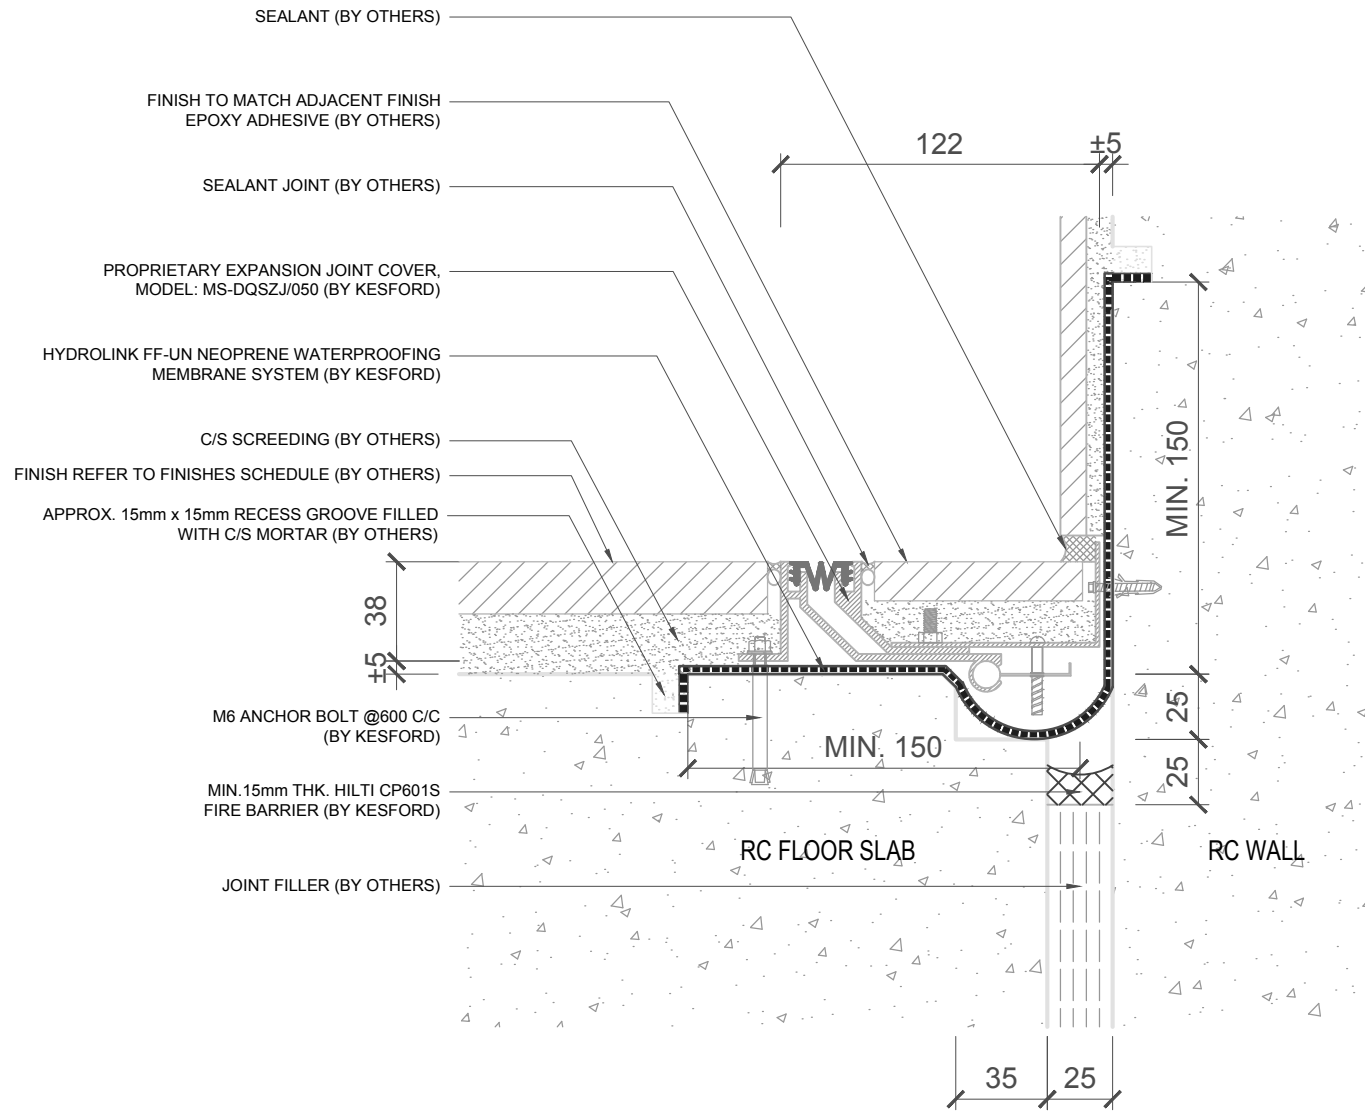 SEALANT (BY OTHERS)
FINISH TO MATCH ADJACENT FINISH
EPOXY ADHESIVE (BY OTHERS)
SEALANT JOINT (BY OTHERS)
PROPRIETARY EXPANSION JOINT COVER,
MODEL: MS-DQSZJ/050 (BY KESFORD)
HYDROLINK FF-UN NEOPRENE WATERPROOFING
MEMBRANE SYSTEM (BY KESFORD)
C/S SCREEDING (BY OTHERS)
FINISH REFER TO FINISHES SCHEDULE (BY OTHERS)
APPROX. 15mm x 15mm RECESS GROOVE FILLED
WITH C/S MORTAR (BY OTHERS)
M6 ANCHOR BOLT @600 C/C
(BY KESFORD)
MIN.15mm THK. HILTI CP601S
FIRE BARRIER (BY KESFORD)
JOINT FILLER (BY OTHERS)
122
±5
MIN. 150
38
±5
25
25
MIN. 150
RC FLOOR SLAB
RC WALL
35
25